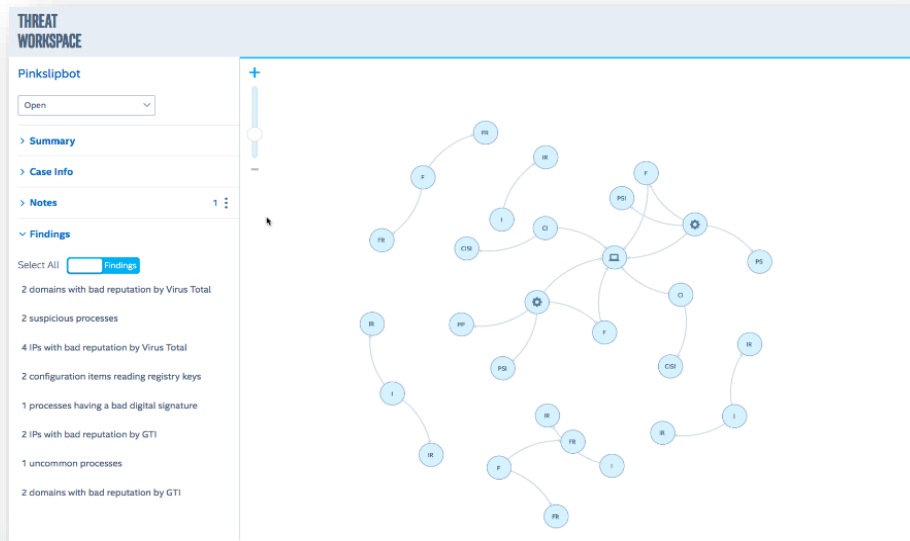 THREAT
WORKSPACE
Pinkslipbot
Open
Summary
Case Info
Notes 1
Findings
Select All Findings
2 domains with bad reputation by Virus Total
2 suspicious processes
4 IPs with bad reputation by Virus Total
2 configuration items reading registry keys
1 processes having a bad digital signature
2 IPs with bad reputation by GTI
1 uncommon processes
2 domains with bad reputation by GTI
FR
IR
F
F
PSI
I
CI
FR
CISI
PS
CI
IR
PP
F
IR
PSI
CISI
I
IR
I
FR
IR
IR
F
I
FR